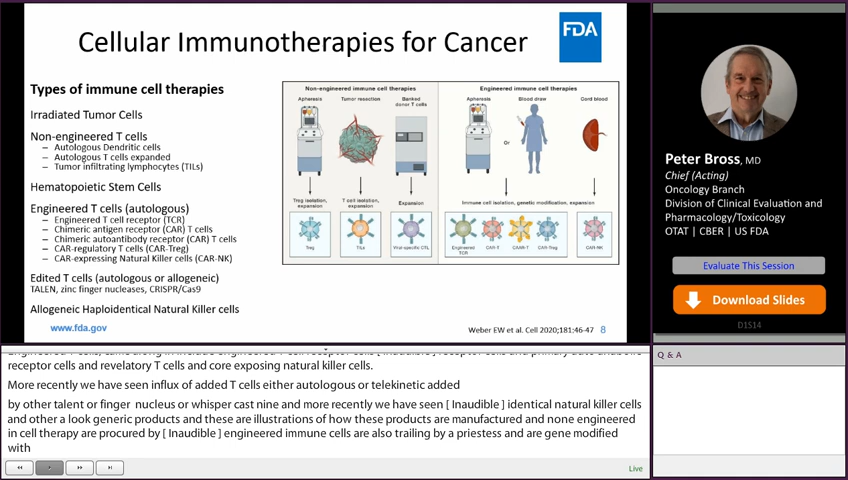 Cellular Immunotherapies for Cancer
FDA
Types of immune cell therapies
Irradiated Tumor Cells
Non-engineered T cells
– Autologous Dendritic cells
– Autologous T cells expanded
– Tumor infiltrating lymphocytes (TILs)
Hematopoietic Stem Cells
Engineered T cells (autologous)
– Engineered T cell receptor (TCR)
– Chimeric antigen receptor (CAR) T cells
– Chimeric autoantibody receptor (CAR) T cells
– CAR-regulatory T cells (CAR-Treg)
– CAR-expressing Natural Killer cells (CAR-NK)
Edited T cells (autologous or allogeneic)
TALEN, zinc finger nucleases, CRISPR/Cas9
Allogeneic Haploidentical Natural Killer cells
www.fda.gov
Non-engineered immune cell therapies
Apheresis
Tumor resection
Banked
donor T cells
Treg isolation,
expansion
T cell isolation,
expansion
Expansion
Treg
TILs
Viral-specific CTL
Engineered immune cell therapies
Apheresis
Blood draw
Cord blood
Or
Immune cell isolation, genetic modification, expansion
Engineered
TCR
CAR-T
CAAR-T
CAR-Treg
CAR-NK
Weber EW et al. Cell 2020;181:46-47 8
Peter Bross, MD
Chief (Acting)
Oncology Branch
Division of Clinical Evaluation and
Pharmacology/Toxicology
OTAT | CBER | US FDA
Evaluate This Session
Download Slides
D1S14
Q & A
receptor cells and revelatory T cells and core exposing natural killer cells.
More recently we have seen influx of added T cells either autologous or telekinetic added
by other talent or finger nucleus or whisper cast nine and more recently we have seen [ Inaudible ] identical natural killer cells
and other a look generic products and these are illustrations of how these products are manufactured and none engineered
in cell therapy are procured by [ Inaudible ] engineered immune cells are also trailing by a priestess and are gene modified
with
Live